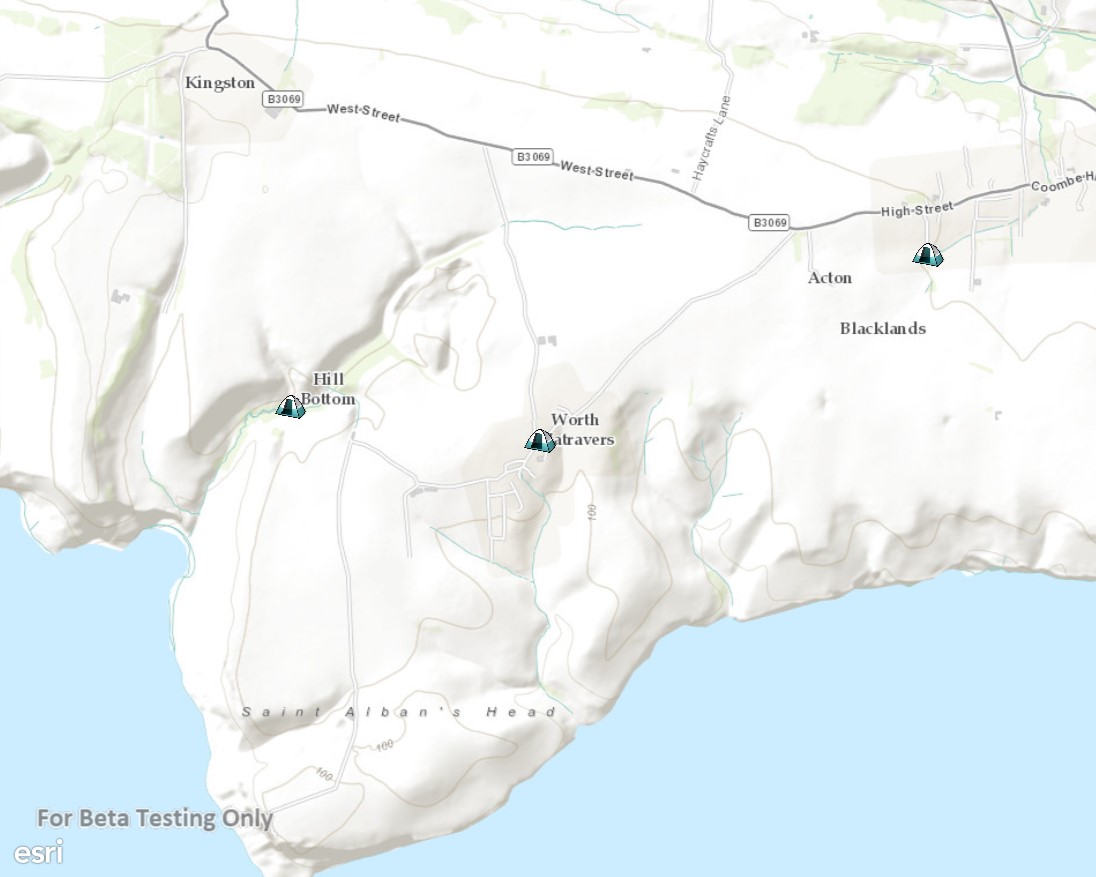 Kingston
B3069
West Street
B3069
West Street
Haycrafts Lane
B3069
High Street
Coombe
Acton
Blacklands
Hill
Bottom
Worth
atravers
100
Saint Alban's Head
100
100
For Beta Testing Only
esri